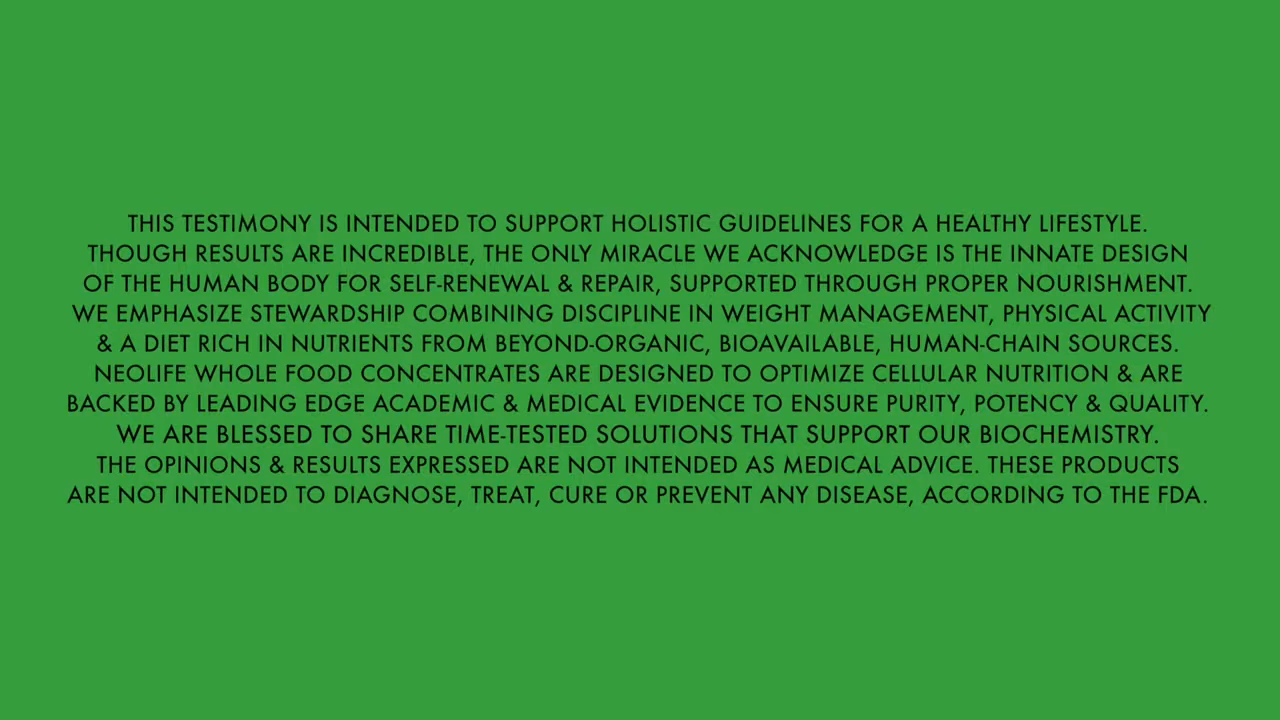 THIS TESTIMONY IS INTENDED TO SUPPORT HOLISTIC GUIDELINES FOR A HEALTHY LIFESTYLE.
THOUGH RESULTS ARE INCREDIBLE, THE ONLY MIRACLE WE ACKNOWLEDGE IS THE INNATE DESIGN
OF THE HUMAN BODY FOR SELF-RENEWAL & REPAIR, SUPPORTED THROUGH PROPER NOURISHMENT.
WE EMPHASIZE STEWARDSHIP COMBINING DISCIPLINE IN WEIGHT MANAGEMENT, PHYSICAL ACTIVITY
& A DIET RICH IN NUTRIENTS FROM BEYOND-ORGANIC, BIOAVAILABLE, HUMAN-CHAIN SOURCES.
NEOLIFE WHOLE FOOD CONCENTRATES ARE DESIGNED TO OPTIMIZE CELLULAR NUTRITION & ARE
BACKED BY LEADING EDGE ACADEMIC & MEDICAL EVIDENCE TO ENSURE PURITY, POTENCY & QUALITY.
WE ARE BLESSED TO SHARE TIME-TESTED SOLUTIONS THAT SUPPORT OUR BIOCHEMISTRY.
THE OPINIONS & RESULTS EXPRESSED ARE NOT INTENDED AS MEDICAL ADVICE. THESE PRODUCTS
ARE NOT INTENDED TO DIAGNOSE, TREAT, CURE OR PREVENT ANY DISEASE, ACCORDING TO THE FDA.